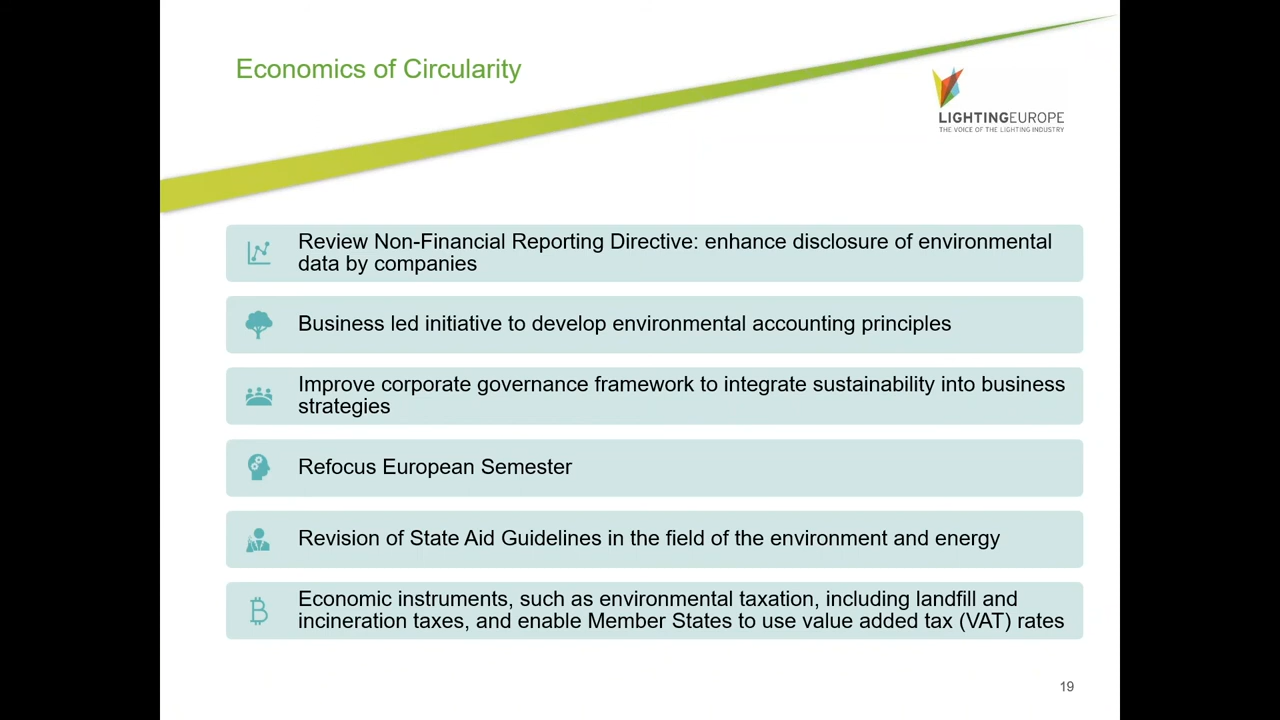 Economics of Circularity
LIGHTINGEUROPE
THE VOICE OF THE LIGHTING INDUSTRY
Review Non-Financial Reporting Directive: enhance disclosure of environmental
data by companies
Business led initiative to develop environmental accounting principles
Improve corporate governance framework to integrate sustainability into business
strategies
Refocus European Semester
Revision of State Aid Guidelines in the field of the environment and energy
Economic instruments, such as environmental taxation, including landfill and
incineration taxes, and enable Member States to use value added tax (VAT) rates
19